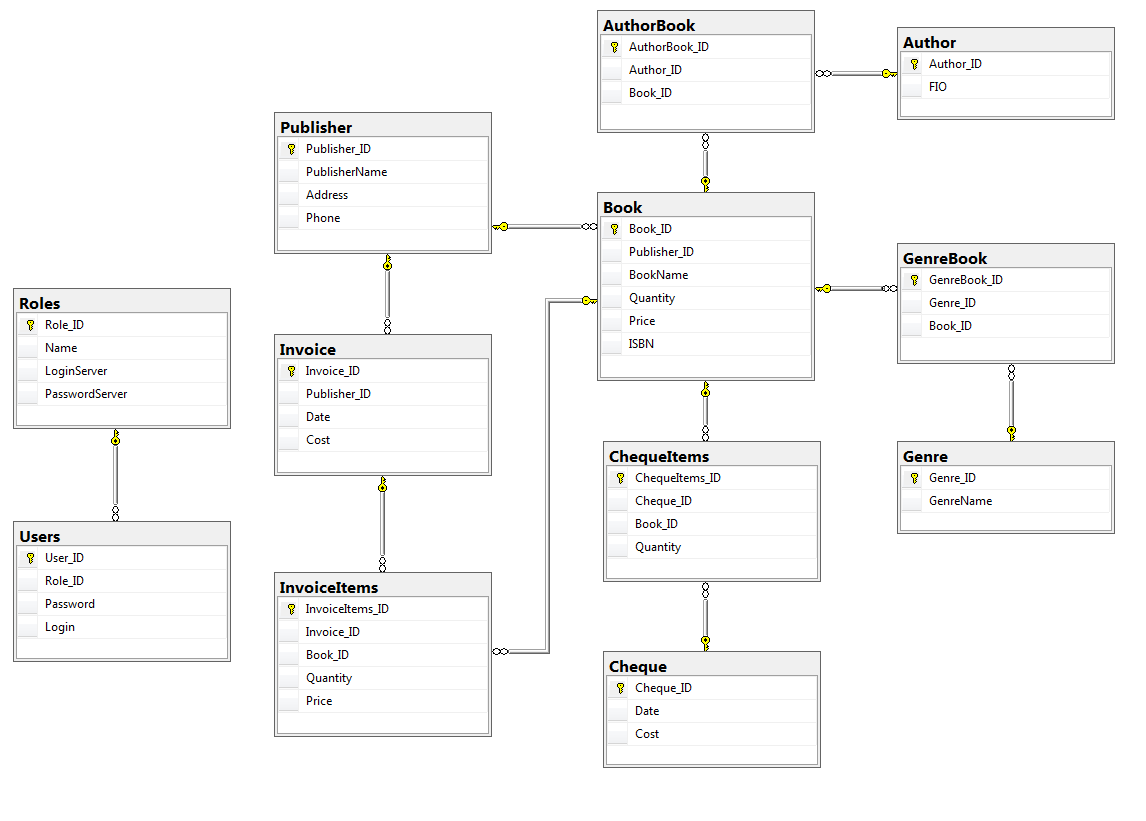 AuthorBook
AuthorBook_ID
Author_ID
Book_ID
Author
Author_ID
FIO
Publisher
Publisher_ID
PublisherName
Address
Phone
Book
Book_ID
Publisher_ID
BookName
Quantity
Price
ISBN
GenreBook
GenreBook_ID
Genre_ID
Book_ID
Roles
Role_ID
Name
LoginServer
PasswordServer
Invoice
Invoice_ID
Publisher_ID
Date
Cost
ChequeItems
ChequeItems_ID
Cheque_ID
Book_ID
Quantity
Genre
Genre_ID
GenreName
Users
User_ID
Role_ID
Password
Login
InvoiceItems
InvoiceItems_ID
Invoice_ID
Book_ID
Quantity
Price
Cheque
Cheque_ID
Date
Cost